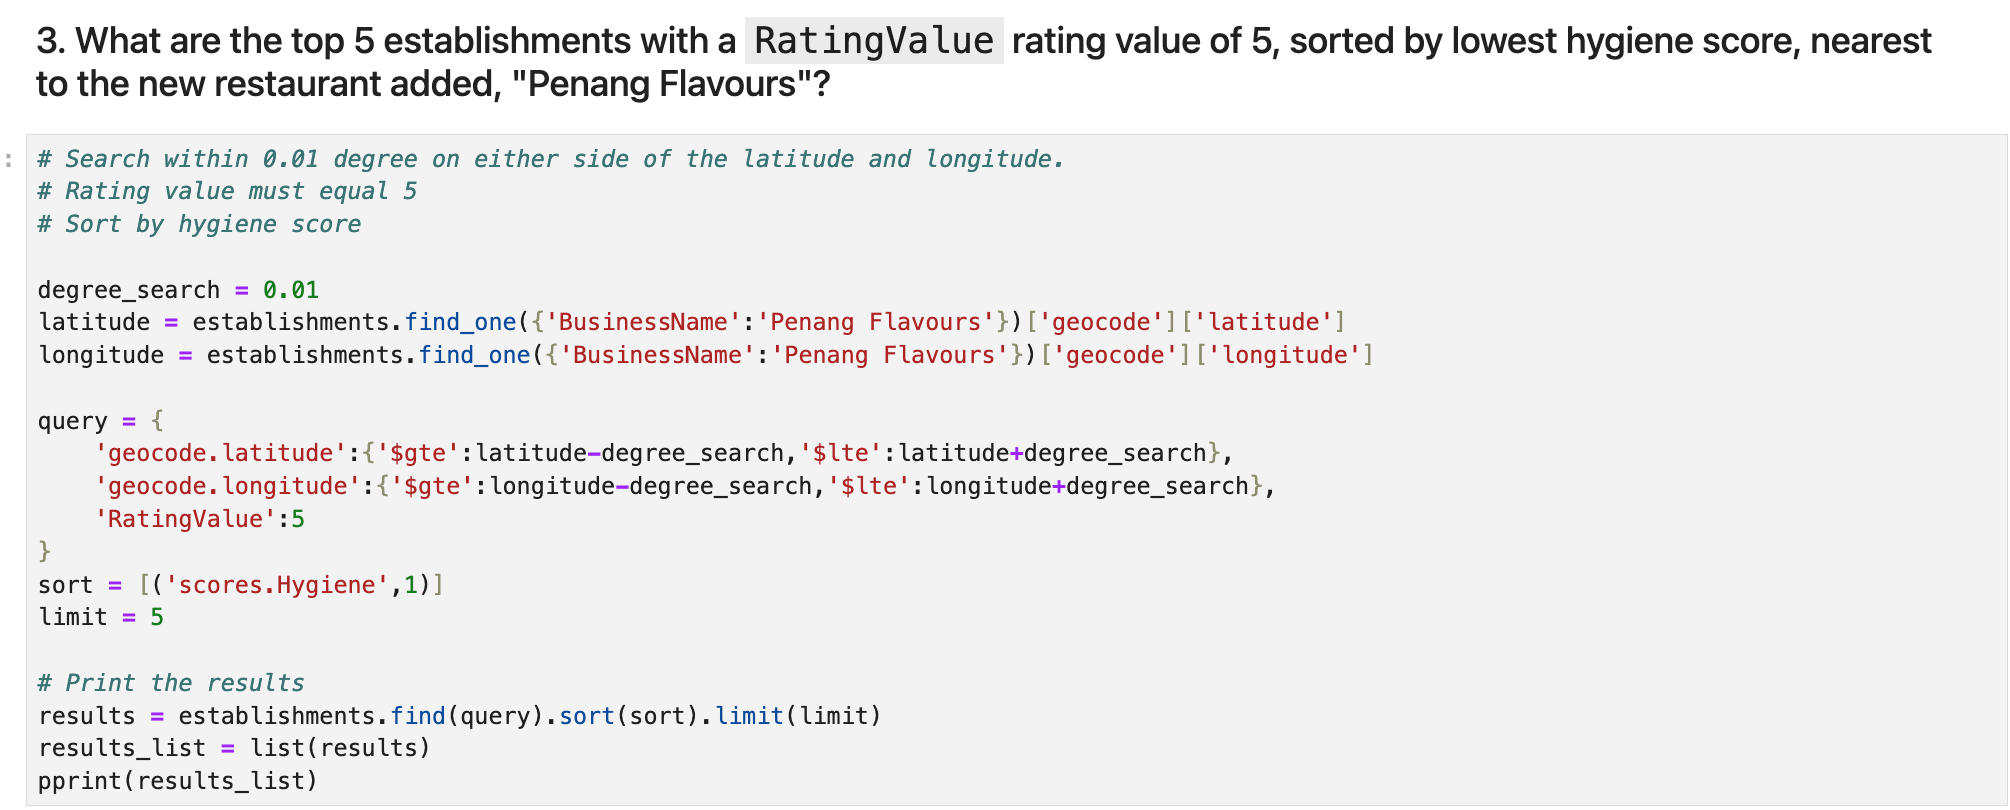 3. What are the top 5 establishments with a RatingValue rating value of 5, sorted by lowest hygiene score, nearest
to the new restaurant added, "Penang Flavours"?
: # Search within 0.01 degree on either side of the latitude and longitude.
# Rating value must equal 5
# Sort by hygiene score

degree_search = 0.01
latitude = establishments.find_one({'BusinessName':'Penang Flavours'})['geocode']['latitude']
longitude = establishments.find_one({'BusinessName':'Penang Flavours'})['geocode']['longitude']

query = {
    'geocode.latitude':{'$gte':latitude-degree_search,'$lte':latitude+degree_search},
    'geocode.longitude':{'$gte':longitude-degree_search,'$lte':longitude+degree_search},
    'RatingValue':5
}
sort = [('scores.Hygiene',1)]
limit = 5

# Print the results
results = establishments.find(query).sort(sort).limit(limit)
results_list = list(results)
pprint(results_list)